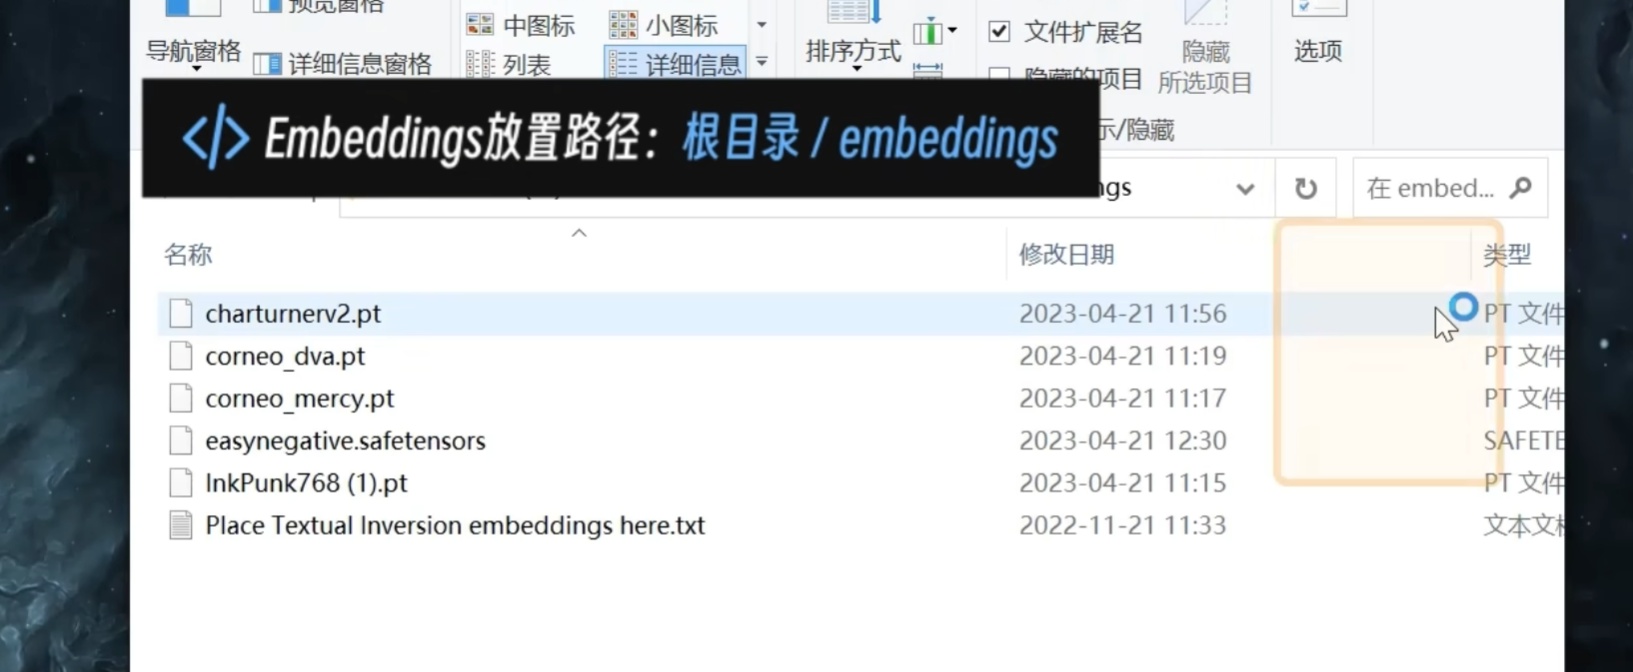 预览窗格
中图标
小图标
文件扩展名
导航窗格
详细信息窗格
列表
详细信息
排序方式
隐藏的项目
隐藏
所选项目
选项
示/隐藏
</> Embeddings放置路径：根目录 / embeddings
ngs
在 embed...
名称
修改日期
类型
charturnerv2.pt 2023-04-21 11:56 PT 文件
corneo_dva.pt 2023-04-21 11:19 PT 文件
corneo_mercy.pt 2023-04-21 11:17 PT 文件
easynegative.safetensors 2023-04-21 12:30 SAFETE
InkPunk768 (1).pt 2023-04-21 11:15 PT 文件
Place Textual Inversion embeddings here.txt 2022-11-21 11:33 文本文档